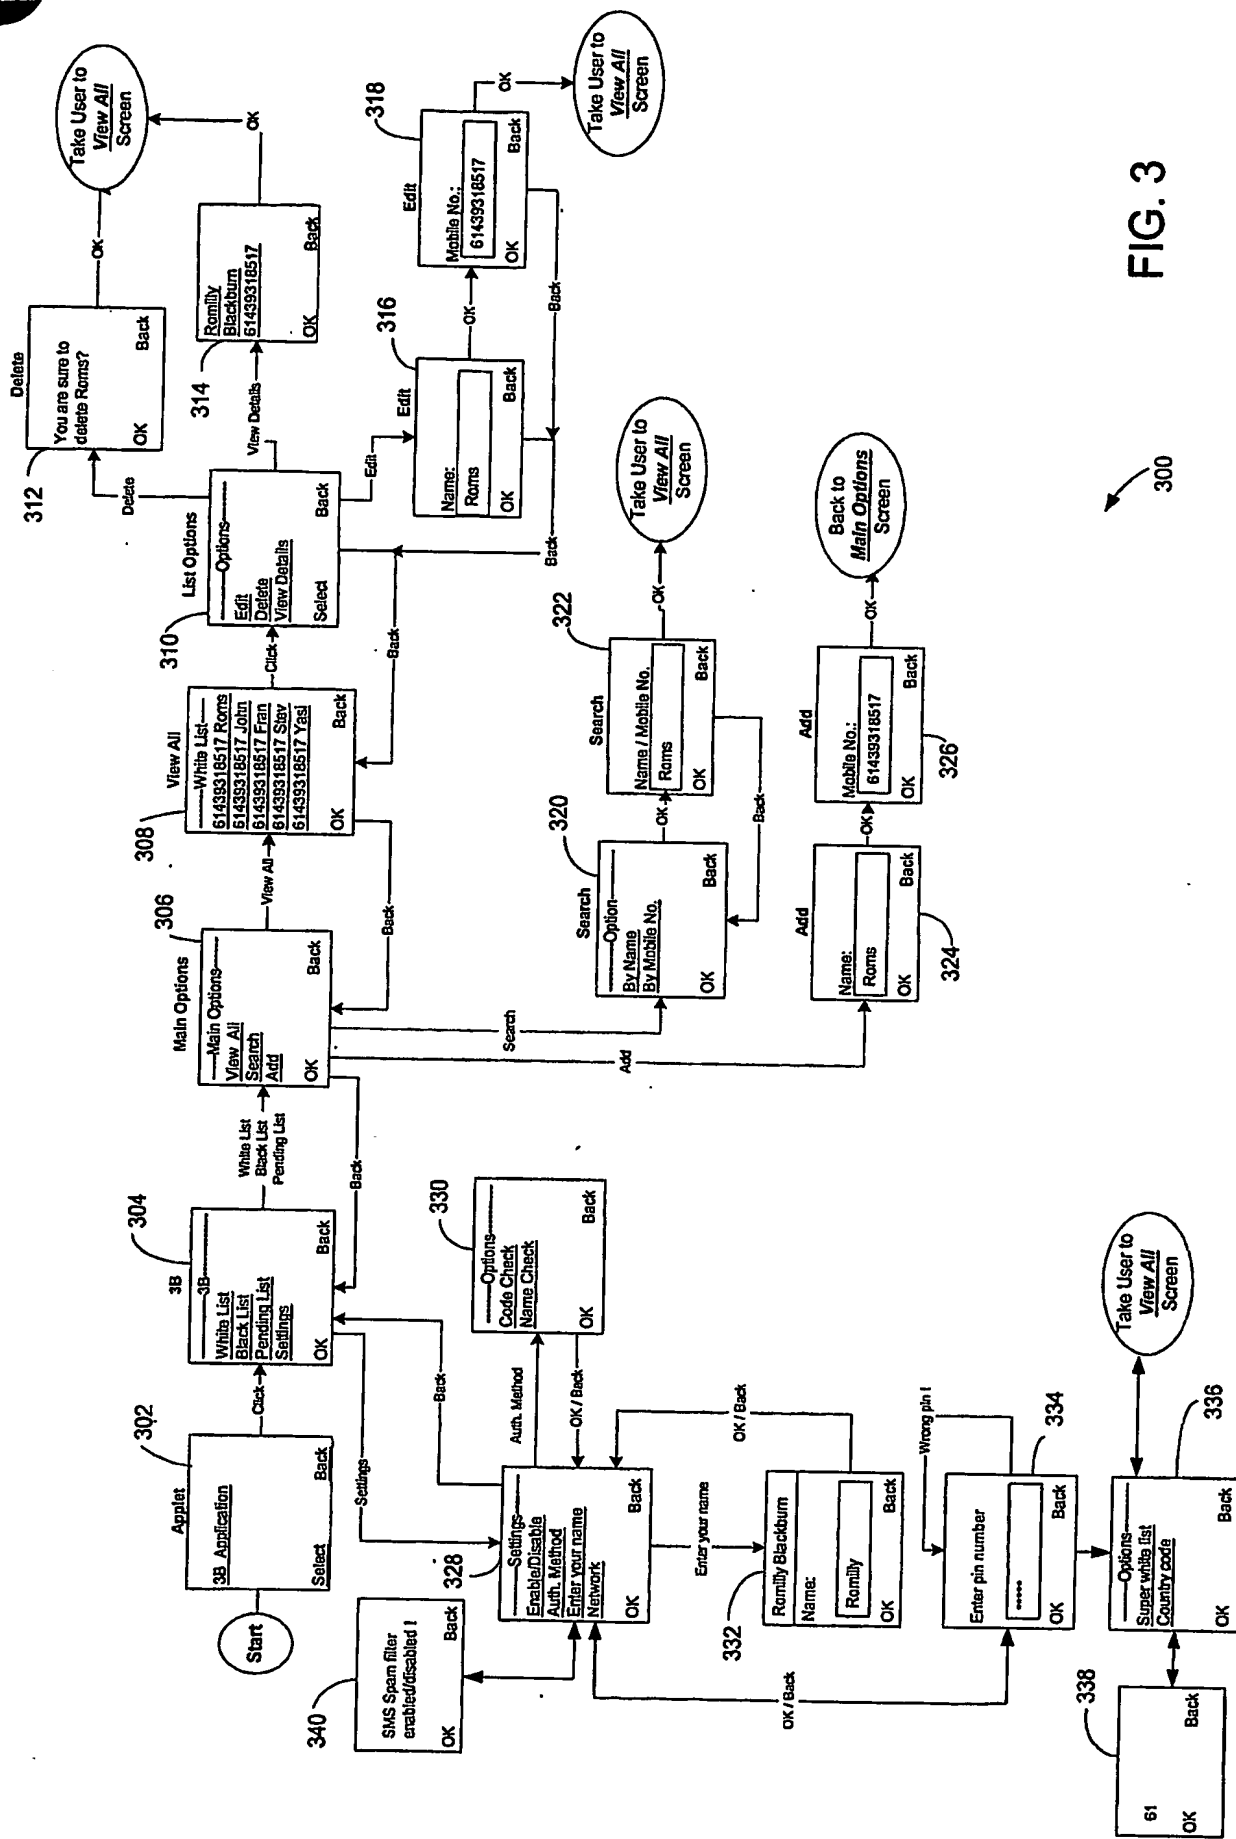 Start
Applet
302
3B Application
Select Back
Click
3B
304
3B
White List
Black List
Pending List
Settings
OK Back
White List
Black List
Pending List
Back
Settings
Back
Main Options
306
Main Options
View All
Search
Add
OK Back
View All
Back
Search
Add
View All
308
White List
61439318517 Roms
61439318517 John
61439318517 Fran
61439318517 Stev
61439318517 Yasi
OK Back
Click
Back
List Options
310
Options
Edit
Delete
View Details
Select Back
Delete
View Details
Edit
Back
Delete
312
You are sure to
delete Roms?
OK Back
OK
Take User to
View All
Screen
314
Romilly
Blackburn
61439318517
OK Back
OK
Edit
316
Name:
Roms
OK Back
OK
Edit
318
Mobile No.:
61439318517
OK Back
OK
Back
Take User to
View All
Screen
Search
320
Option
By Name
By Mobile No.
OK Back
OK
Back
Search
322
Name / Mobile No.
Roms
OK Back
OK
Take User to
View All
Screen
Add
324
Name:
Roms
OK Back
OK
Add
326
Mobile No.:
61439318517
OK Back
OK
Back to
Main Options
Screen
328
Settings
Enable/Disable
Auth. Method
Enter your name
Network
OK Back
Auth. Method
OK / Back
330
Options
Code Check
Name Check
OK Back
340
SMS Spam filter
enabled/disabled !
OK Back
Enter your name
332
Romilly Blackburn
Name:
Romilly
OK Back
OK / Back
OK / Back
Wrong pin !
334
Enter pin number
*****
OK Back
336
Options
Super white list
Country code
OK Back
Take User to
View All
Screen
338
61
OK Back
300
FIG. 3